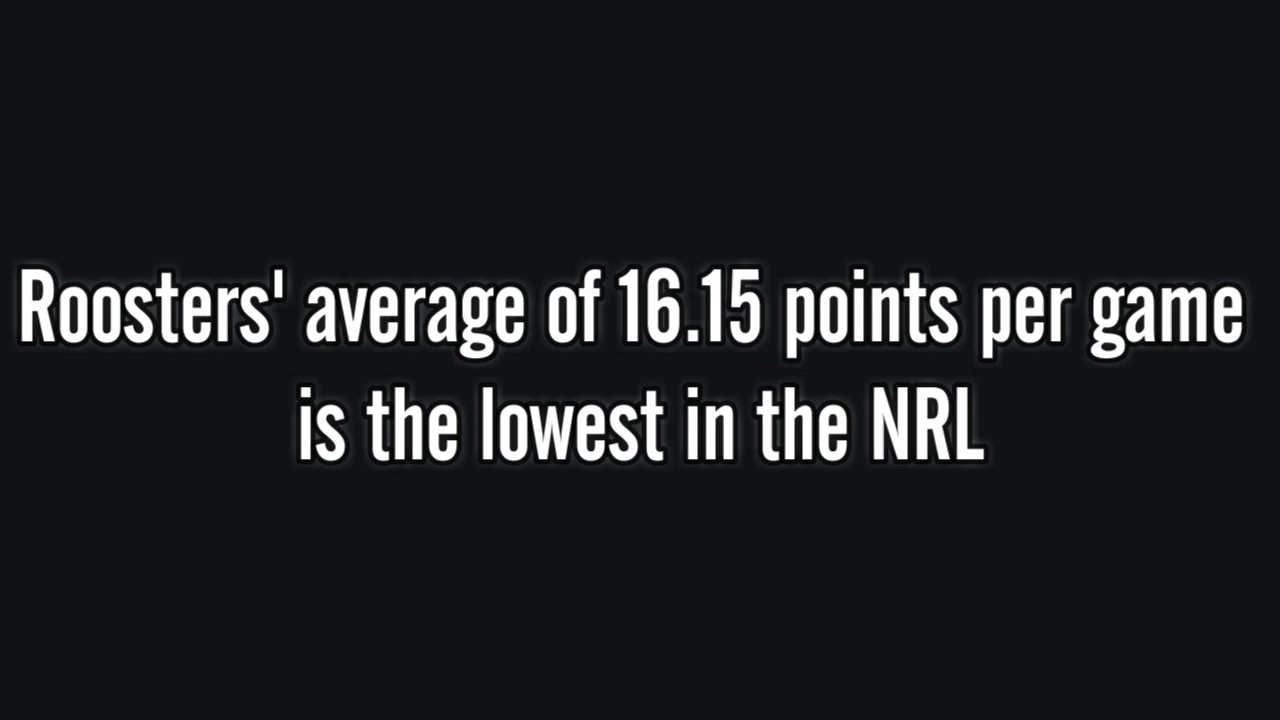 Roosters' average of 16.15 points per game
is the lowest in the NRL